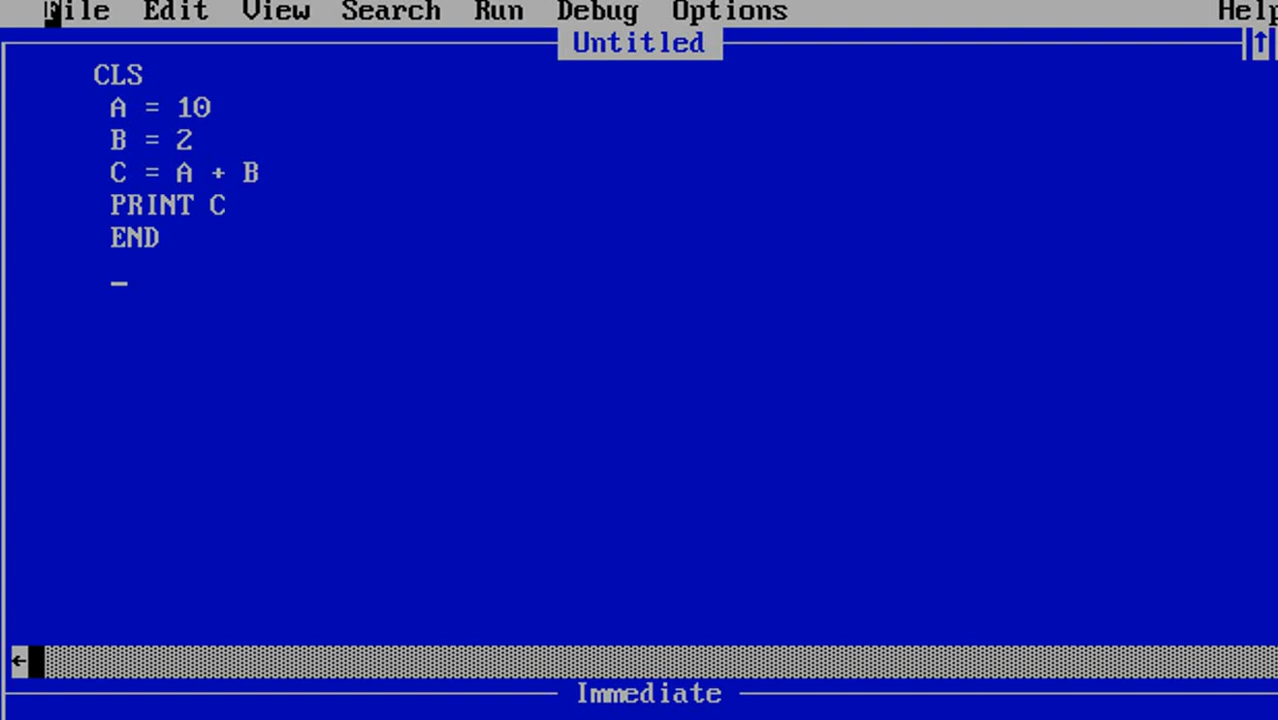 File Edit View Search Run Debug Options Help
Untitled
↑
CLS
A = 10
B = 2
C = A + B
PRINT C
END
_
←
Immediate